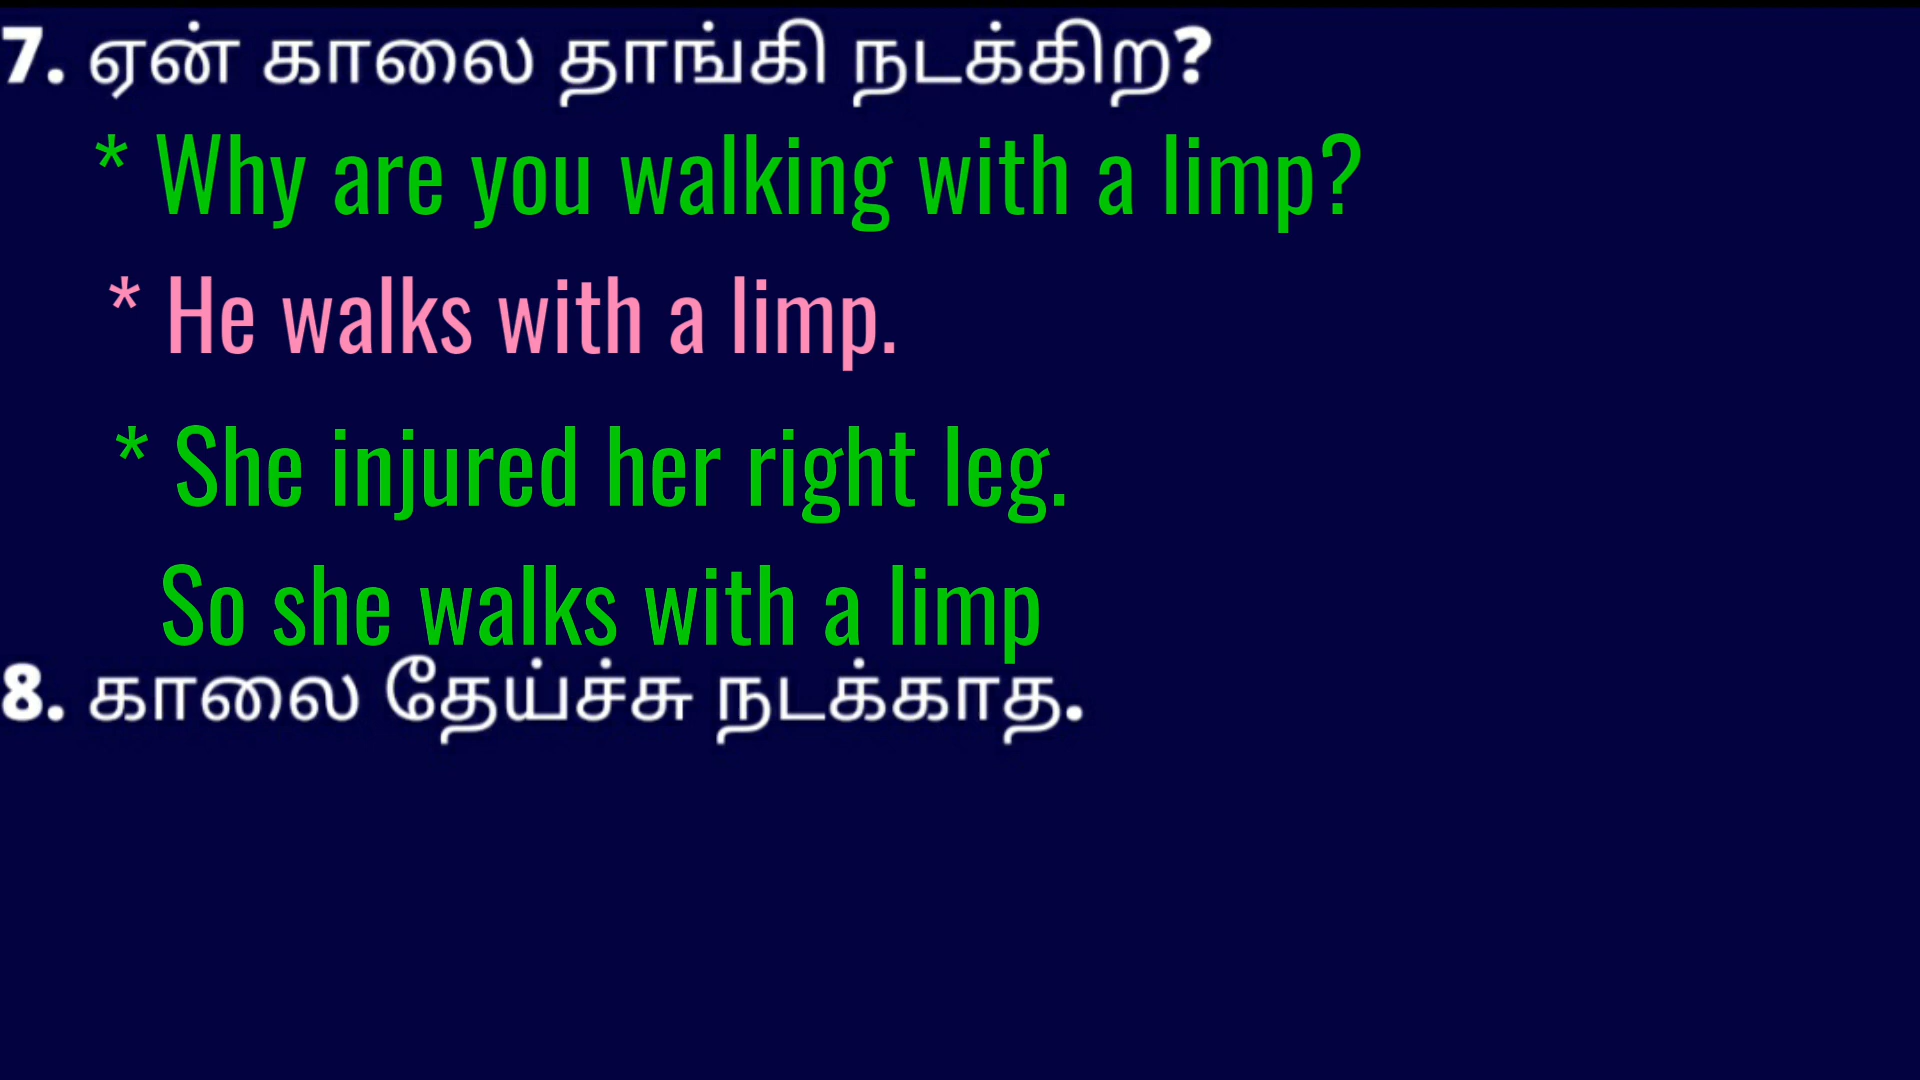 7. ஏன் காலை தாங்கி நடக்கிற?
* Why are you walking with a limp?
* He walks with a limp.
* She injured her right leg.
So she walks with a limp
8. காலை தேய்ச்சு நடக்காத.